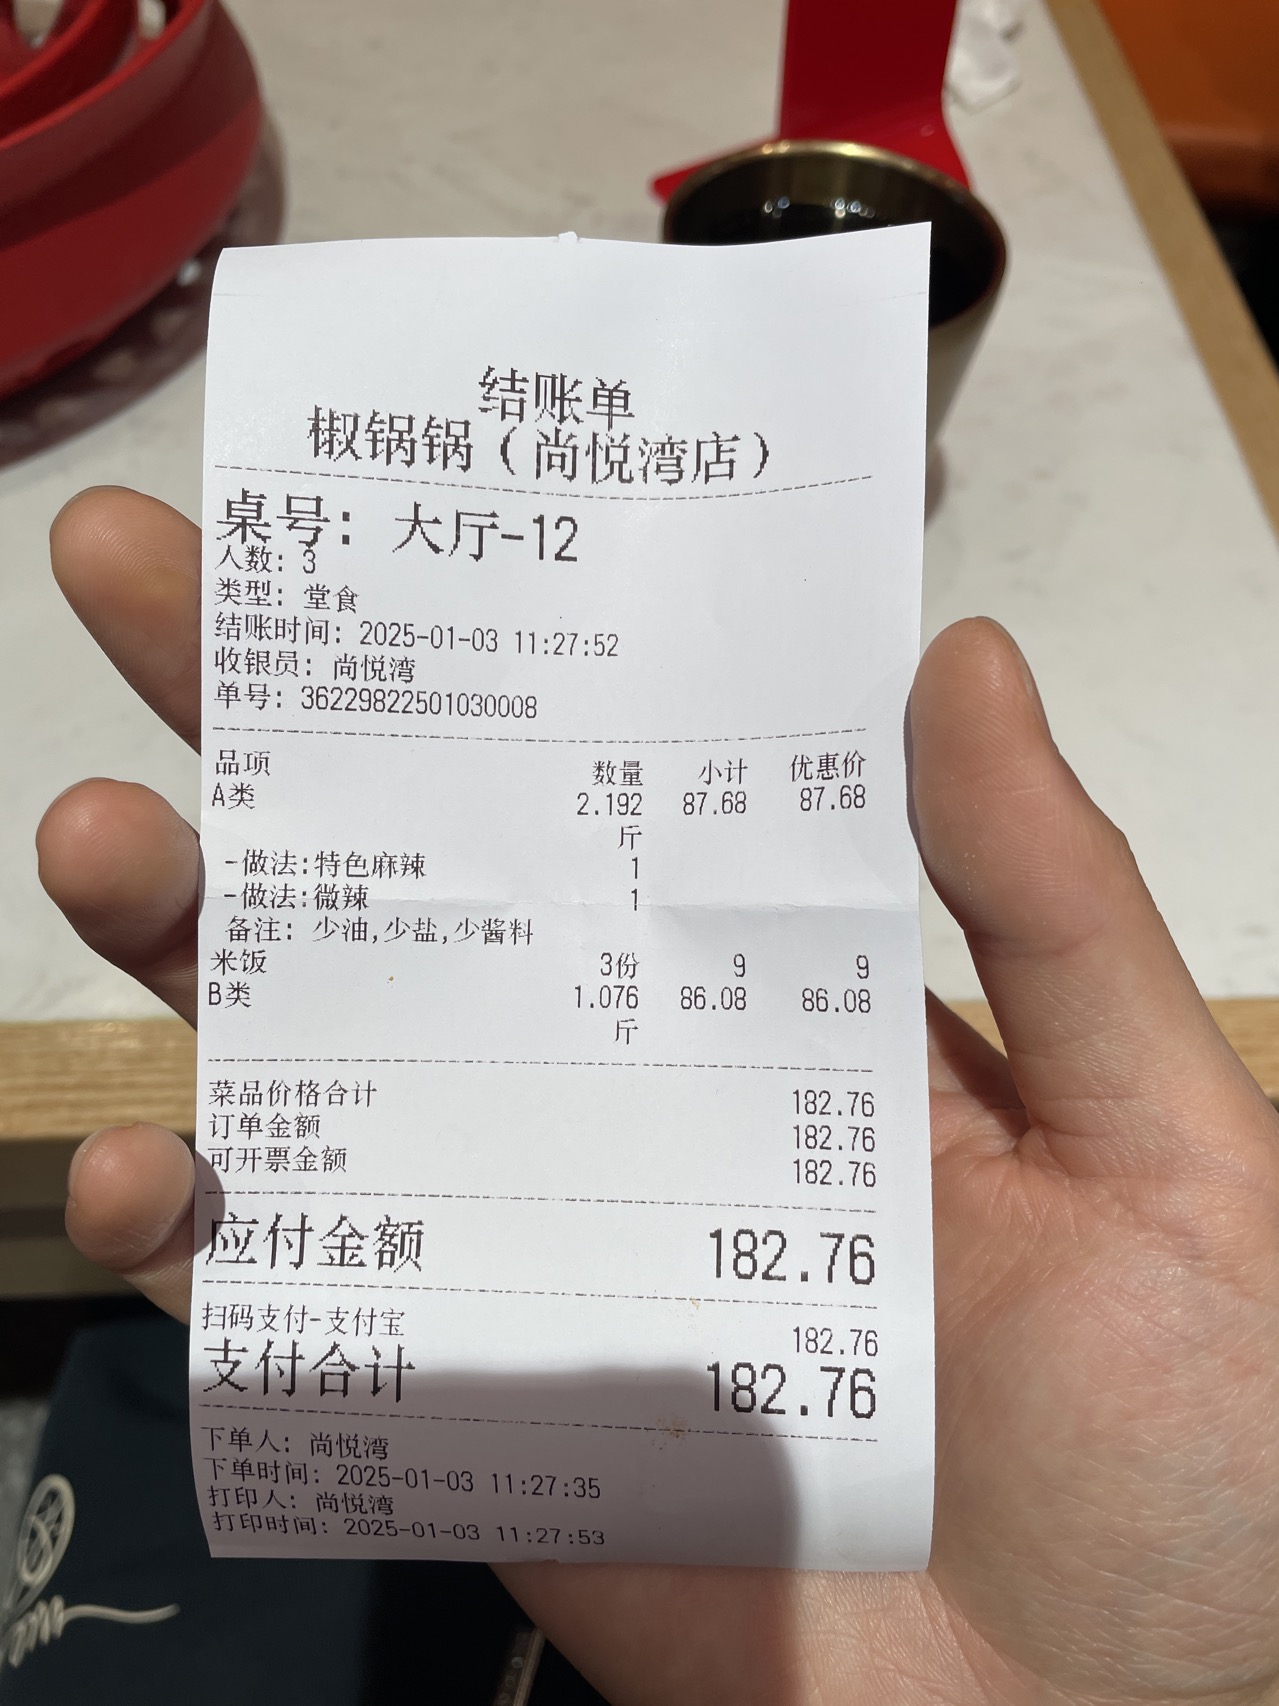 结账单
椒锅锅（尚悦湾店）
桌号： 大厅-12
人数: 3
类型: 堂食
结账时间: 2025-01-03 11:27:52
收银员: 尚悦湾
单号: 36229822501030008
品项 数量 小计 优惠价
A类 2.192 87.68 87.68
斤
-做法:特色麻辣 1
-做法:微辣 1
备注: 少油,少盐,少酱料
米饭 3份 9 9
B类 1.076 86.08 86.08
斤
菜品价格合计 182.76
订单金额 182.76
可开票金额 182.76
应付金额 182.76
扫码支付-支付宝 182.76
支付合计 182.76
下单人: 尚悦湾
下单时间: 2025-01-03 11:27:35
打印人: 尚悦湾
打印时间: 2025-01-03 11:27:53